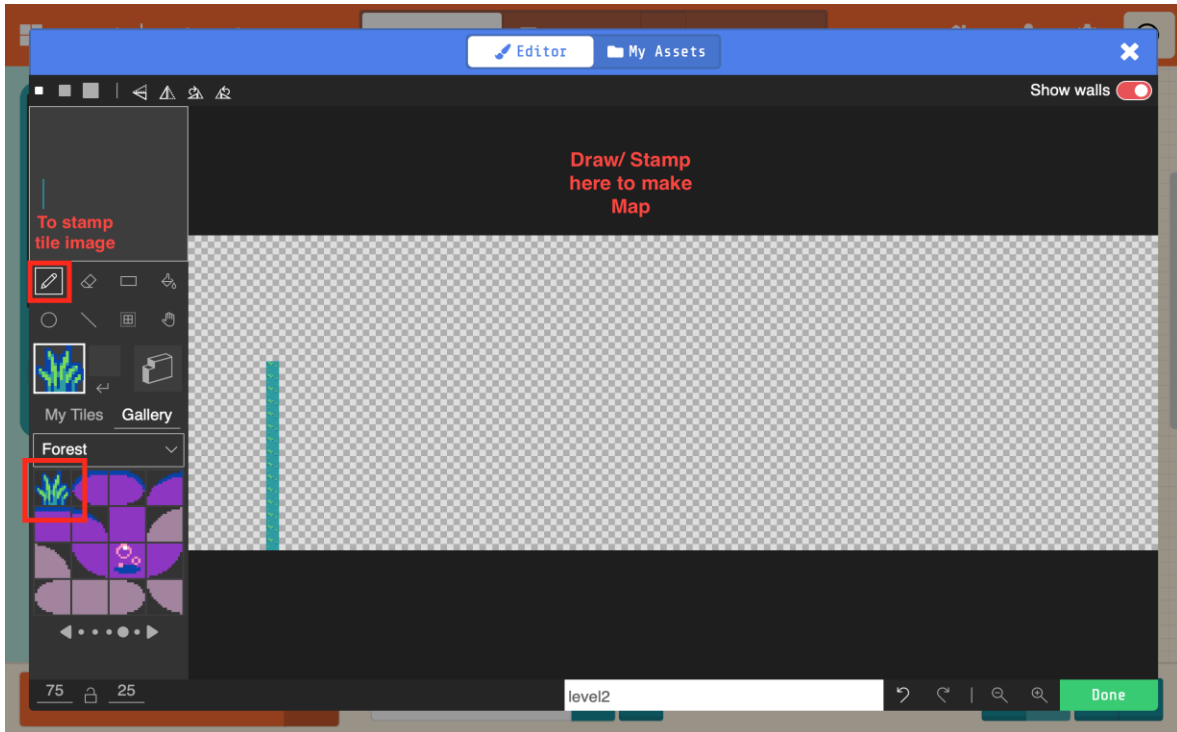 Editor My Assets
Show walls
Draw/ Stamp
here to make
Map
To stamp
tile image
My Tiles Gallery
Forest
75 25
level2
Done